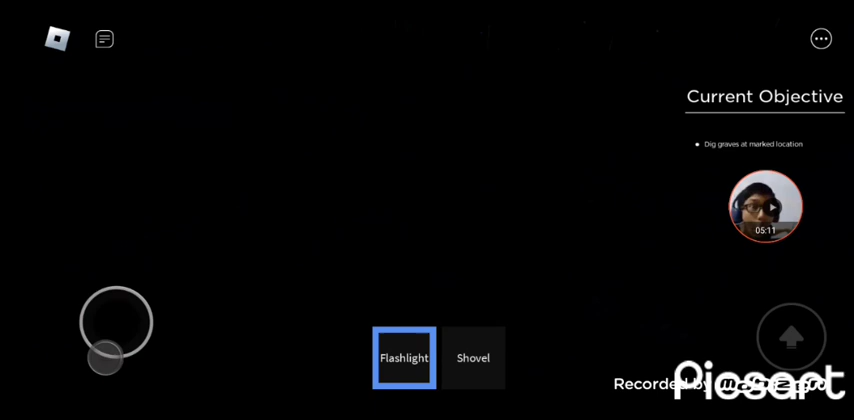 Current Objective
Dig graves at marked location
05:11
Flashlight
Shovel
Recorded by
Picsart